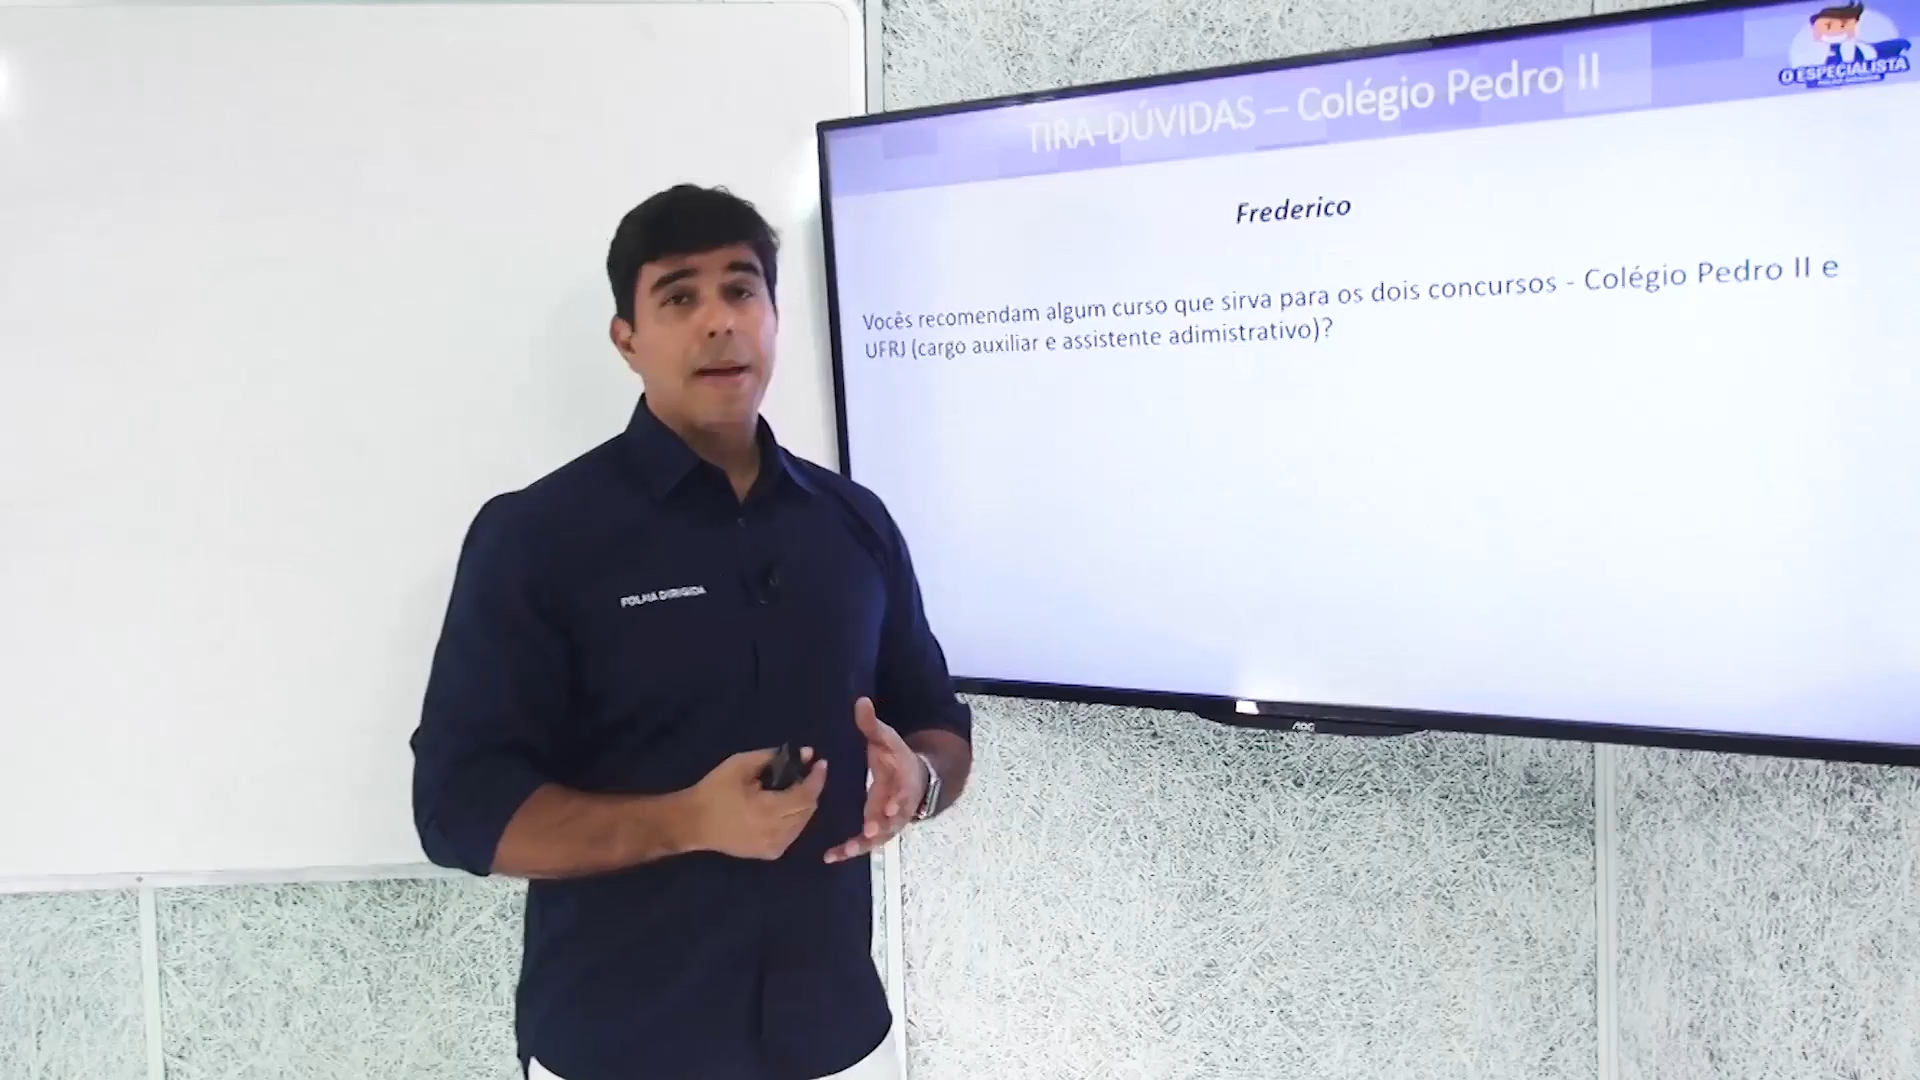 TIRA-DÚVIDAS – Colégio Pedro II
O ESPECIALISTA
Frederico
Vocês recomendam algum curso que sirva para os dois concursos - Colégio Pedro II e
UFRJ (cargo auxiliar e assistente adimistrativo)?
FOLHA DIRIGIDA
AOC